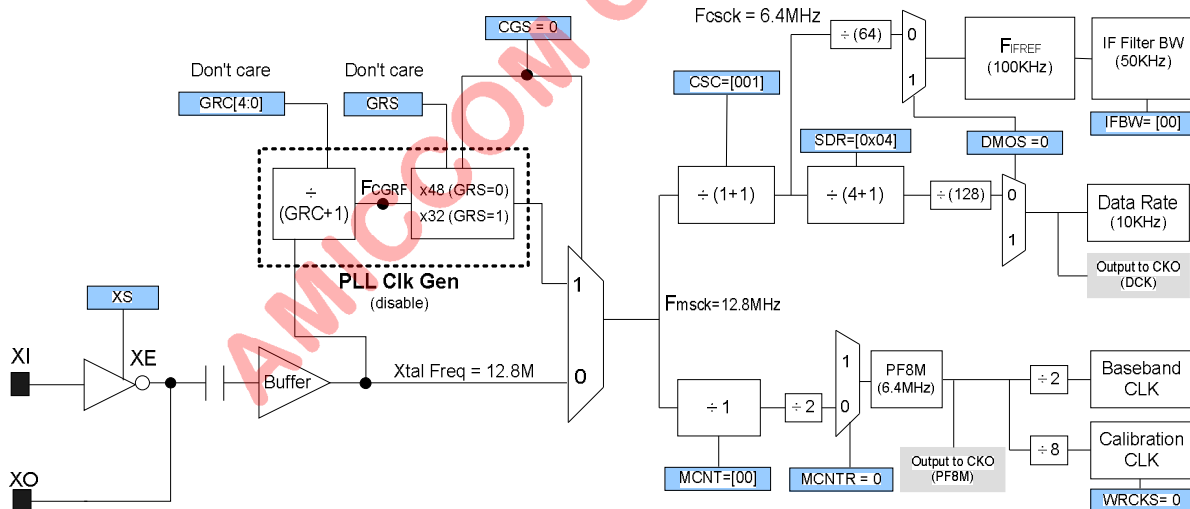 CGS = 0
Fcsck = 6.4MHz
÷ (64)
0
1
FIFREF
(100KHz)
IF Filter BW
(50KHz)
IFBW= [00]
Don't care
GRC[4:0]
Don't care
GRS
CSC=[001]
SDR=[0x04]
DMOS =0
÷
(GRC+1)
FCGRF
x48 (GRS=0)
x32 (GRS=1)
PLL Clk Gen
(disable)
÷ (1+1)
÷ (4+1)
÷ (128)
0
1
Data Rate
(10KHz)
Output to CKO
(DCK)
XS
XI
XE
Buffer
Xtal Freq = 12.8M
1
0
Fmsck=12.8MHz
÷ 1
MCNT=[00]
÷ 2
1
0
MCNTR = 0
PF8M
(6.4MHz)
Output to CKO
(PF8M)
÷2
Baseband
CLK
÷8
Calibration
CLK
WRCKS= 0
XO
AMICCOM C